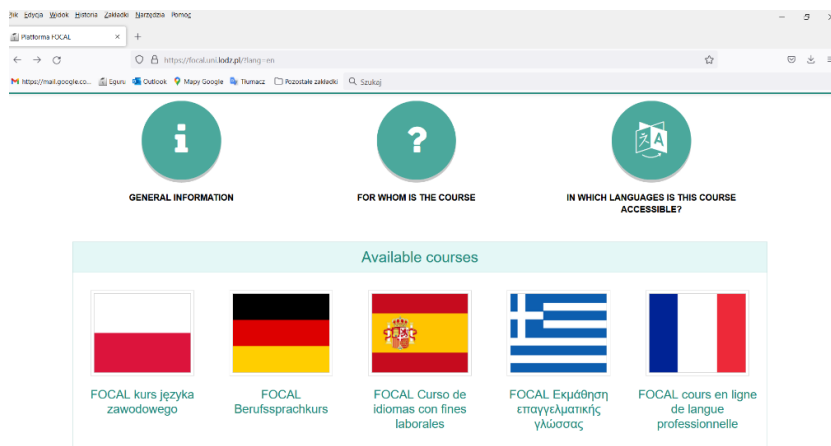 Plik Edycja Widok Historia Zakładki Narzędzia Pomoc
Platforma FOCAL × +
https://focal.uni.lodz.pl/?lang=en
https://mail.google.co... Egun: Outlook Mapy Google Tłumacz Pozostałe zakładki Szukaj
GENERAL INFORMATION
FOR WHOM IS THE COURSE
IN WHICH LANGUAGES IS THIS COURSE
ACCESSIBLE?
Available courses
FOCAL kurs języka
zawodowego
FOCAL
Berufssprachkurs
FOCAL Curso de
idiomas con fines
laborales
FOCAL Εκμάθηση
επαγγελματικής
γλώσσας
FOCAL cours en ligne
de langue
professionnelle